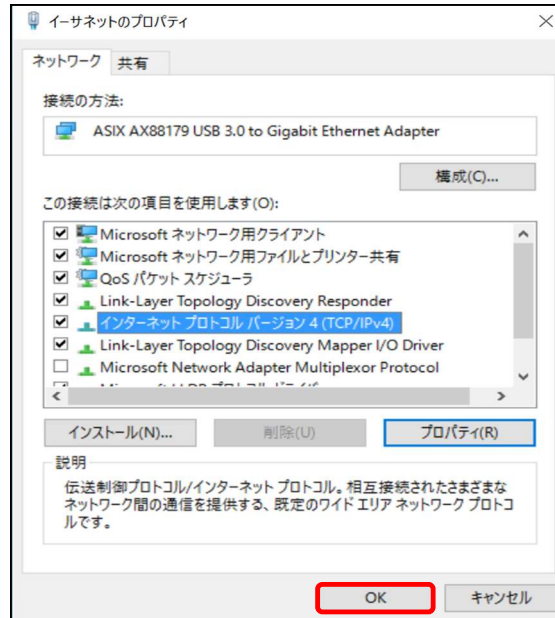 イーサネットのプロパティ
ネットワーク 共有
接続の方法:
ASIX AX88179 USB 3.0 to Gigabit Ethernet Adapter
構成(C)...
この接続は次の項目を使用します(O):
Microsoft ネットワーク用クライアント
Microsoft ネットワーク用ファイルとプリンター共有
QoS パケット スケジューラ
Link-Layer Topology Discovery Responder
インターネット プロトコル バージョン 4 (TCP/IPv4)
Link-Layer Topology Discovery Mapper I/O Driver
Microsoft Network Adapter Multiplexor Protocol
インストール(N)... 削除(U) プロパティ(R)
説明
伝送制御プロトコル/インターネット プロトコル。相互接続されたさまざまな
ネットワーク間の通信を提供する、既定のワイド エリア ネットワーク プロトコ
ルです。
OK キャンセル